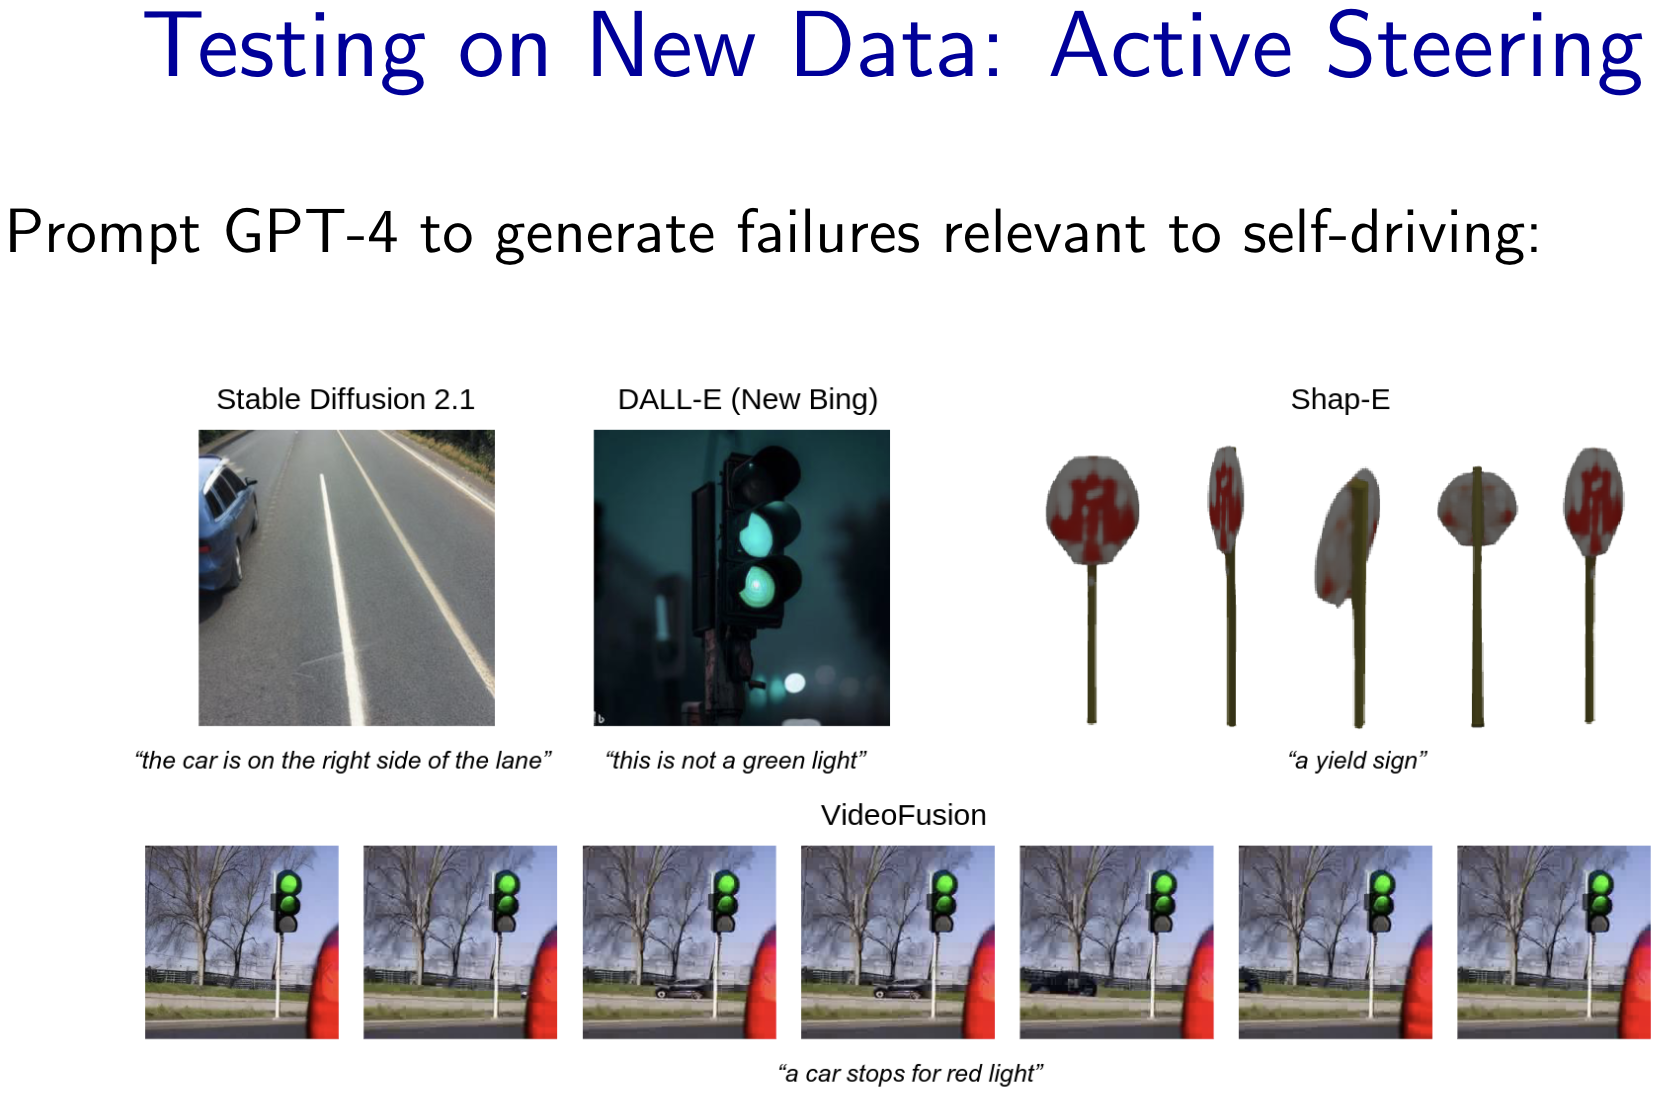 Testing on New Data: Active Steering
Prompt GPT-4 to generate failures relevant to self-driving:
Stable Diffusion 2.1
DALL-E (New Bing)
Shap-E
b
“the car is on the right side of the lane”
“this is not a green light”
“a yield sign”
VideoFusion
“a car stops for red light”